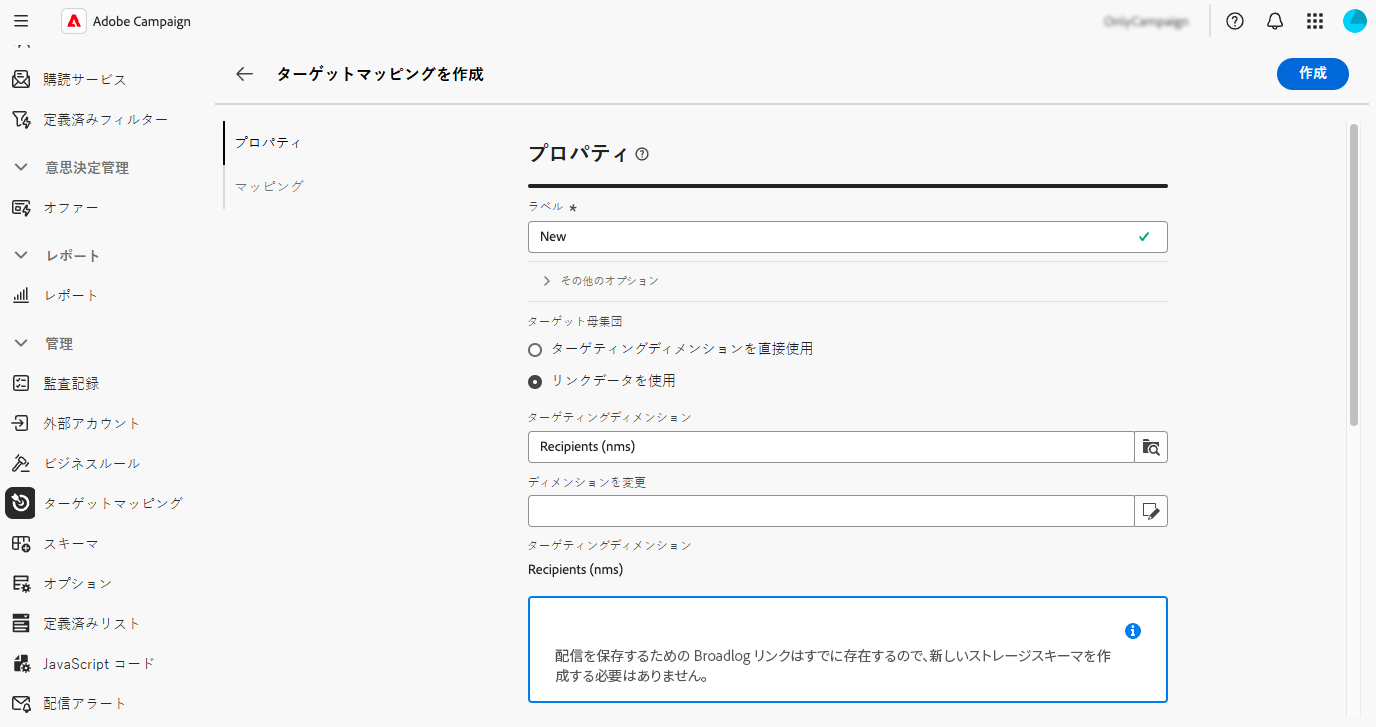 Adobe Campaign
OnlyCampaign
購読サービス
定義済みフィルター
意思決定管理
オファー
レポート
レポート
管理
監査記録
外部アカウント
ビジネスルール
ターゲットマッピング
スキーマ
オプション
定義済みリスト
JavaScript コード
配信アラート
ターゲットマッピングを作成
作成
プロパティ
マッピング
プロパティ
ラベル *
New
その他のオプション
ターゲット母集団
ターゲティングディメンションを直接使用
リンクデータを使用
ターゲティングディメンション
Recipients (nms)
ディメンションを変更
ターゲティングディメンション
Recipients (nms)
配信を保存するための Broadlog リンクはすでに存在するので、新しいストレージスキーマを作
成する必要はありません。